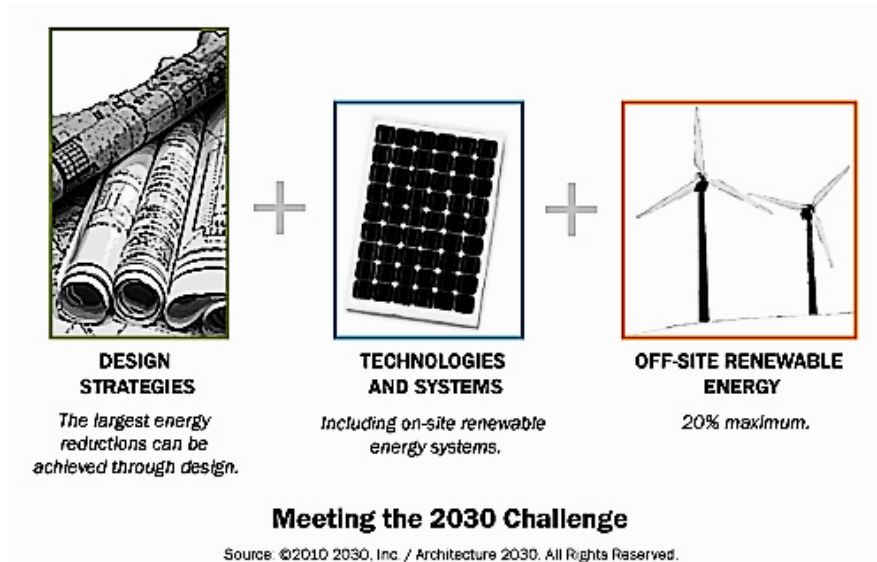 DESIGN
STRATEGIES
The largest energy
reductions can be
achieved through design.
TECHNOLOGIES
AND SYSTEMS
Including on-site renewable
energy systems.
OFF-SITE RENEWABLE
ENERGY
20% maximum.
Meeting the 2030 Challenge
Source: ©2010 2030, Inc. / Architecture 2030. All Rights Reserved.